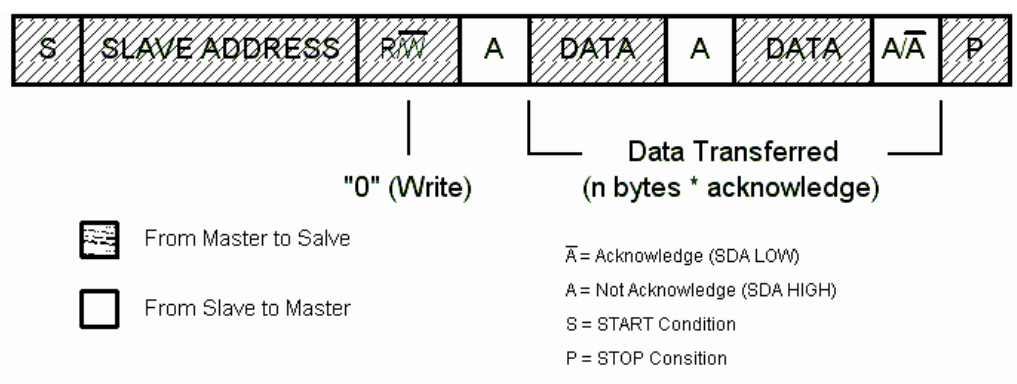 S SLAVE ADDRESS R/W̅ A DATA A DATA A/A̅ P
Data Transferred
"0" (Write) (n bytes * acknowledge)
From Master to Salve
From Slave to Master
A̅ = Acknowledge (SDA LOW)
A = Not Acknowledge (SDA HIGH)
S = START Condition
P = STOP Consition